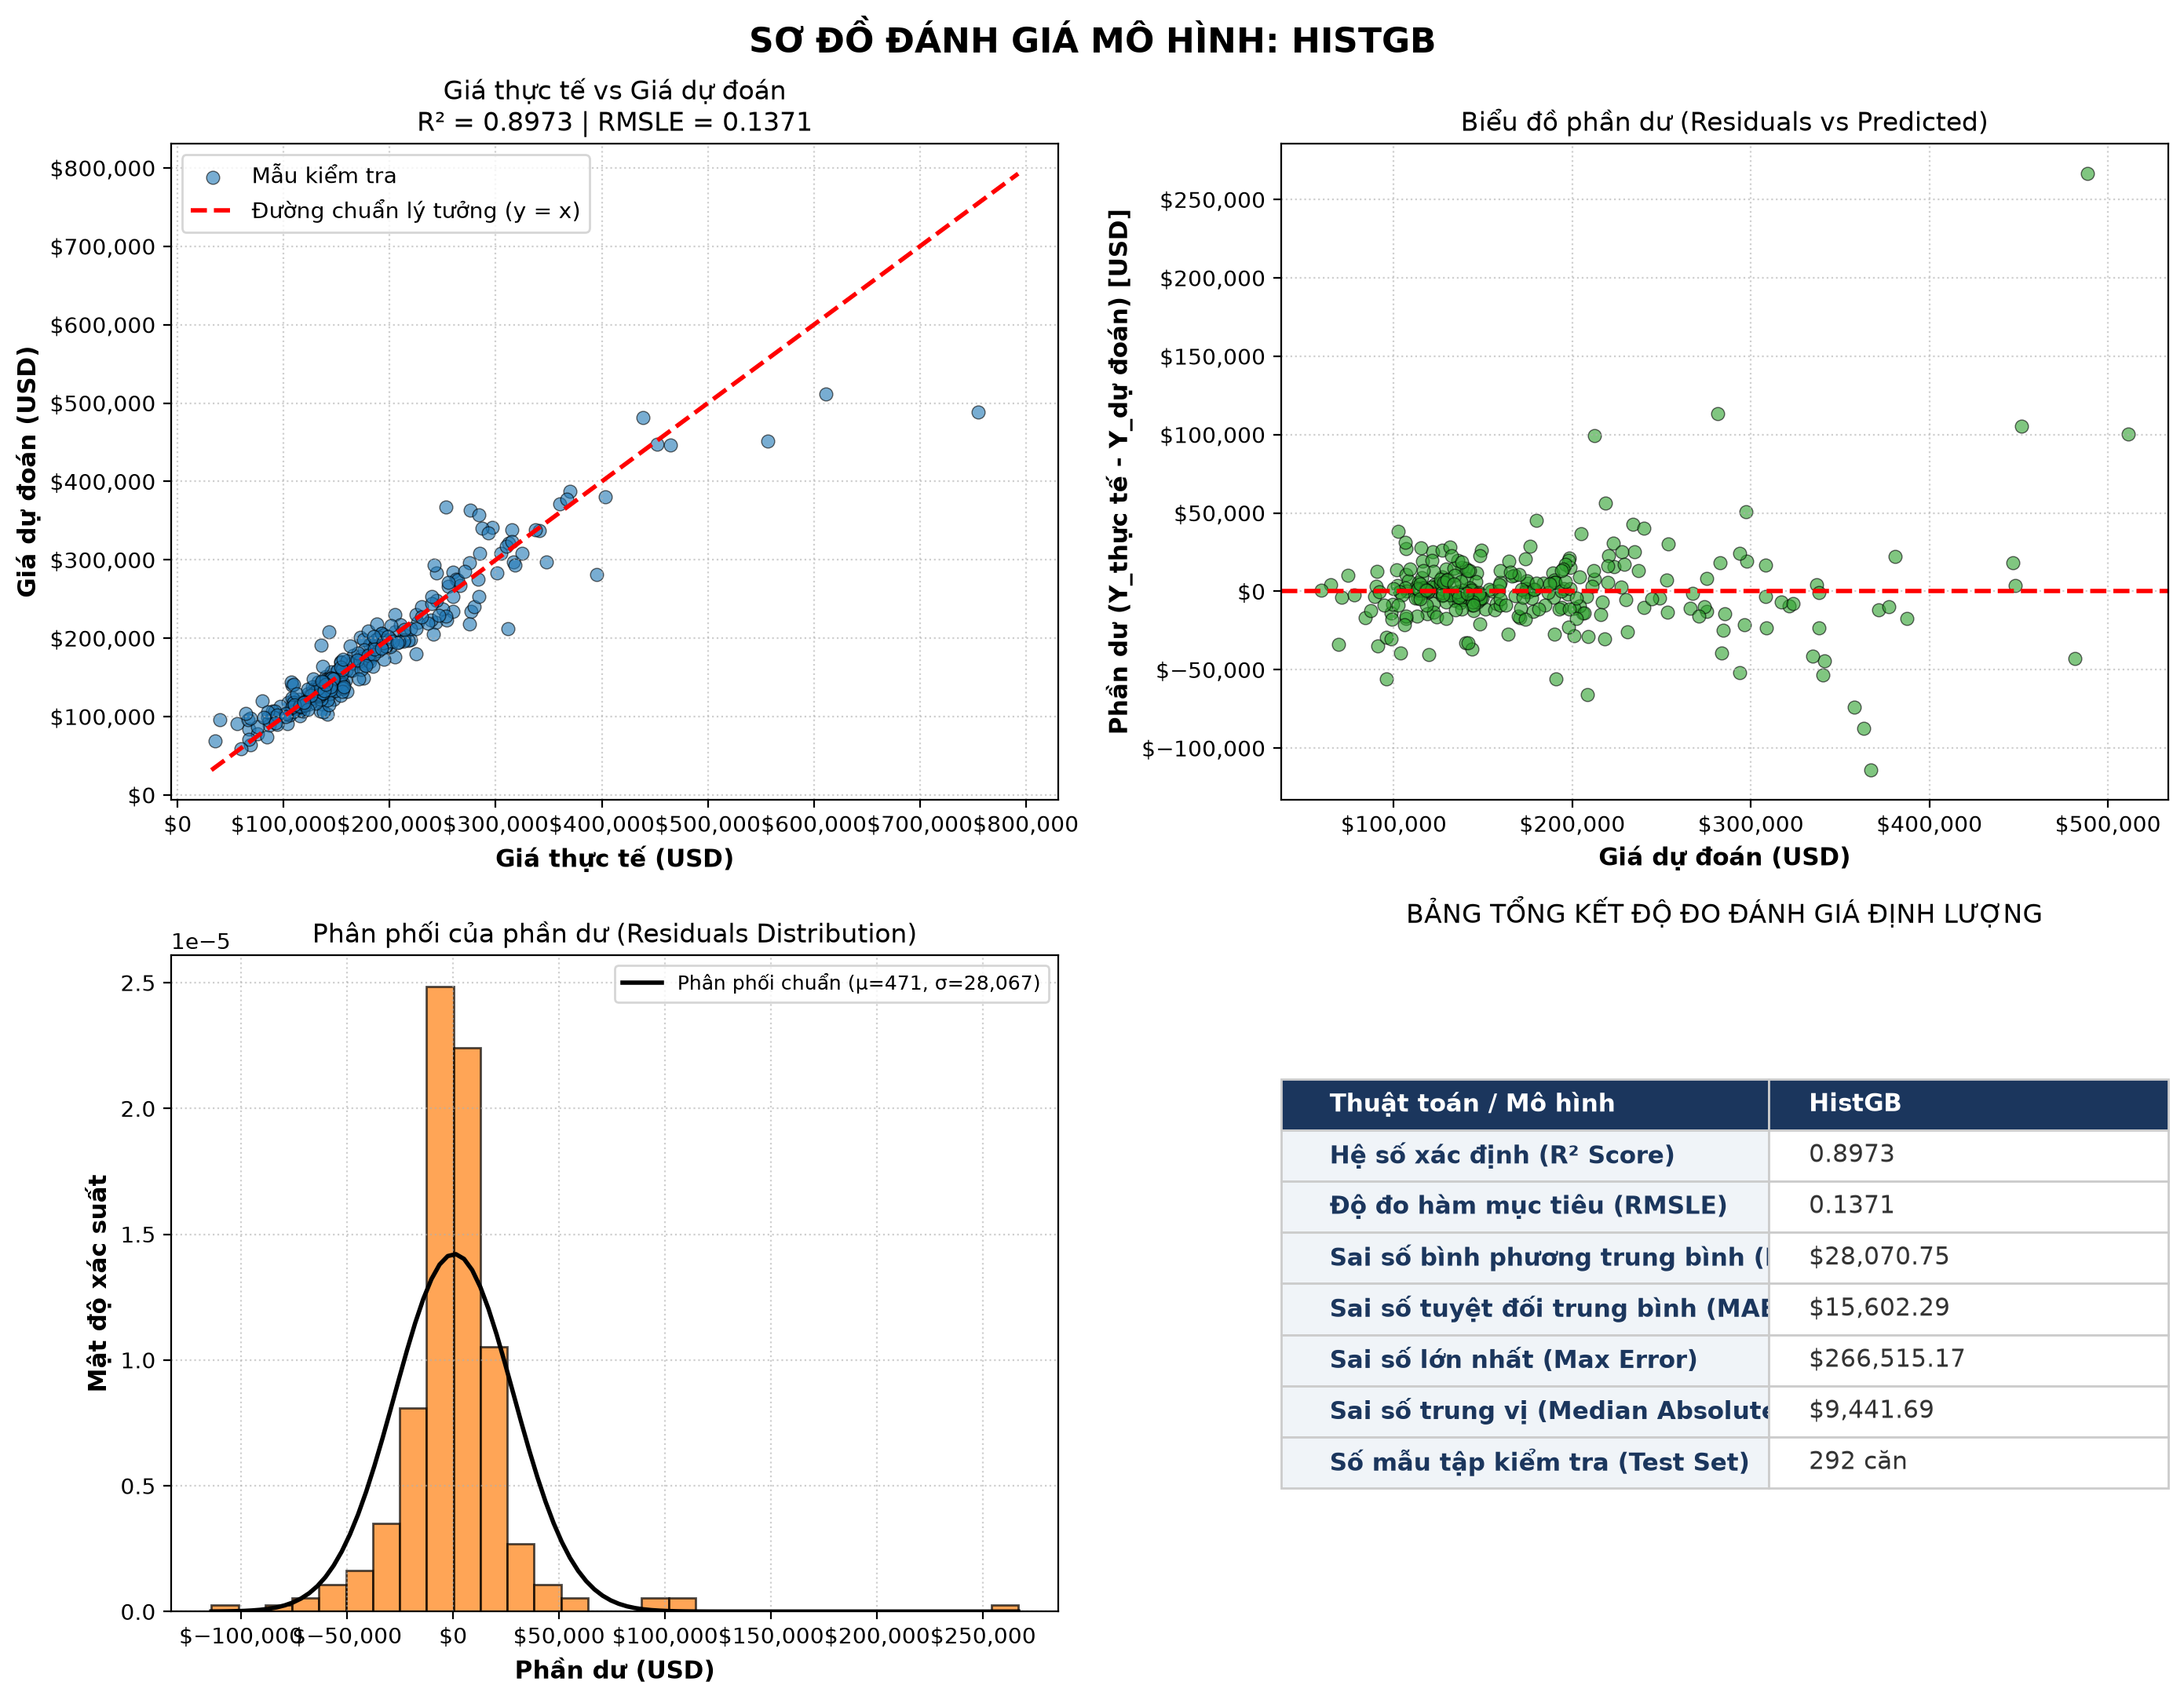 SƠ ĐỒ ĐÁNH GIÁ MÔ HÌNH: HISTGB
Giá thực tế vs Giá dự đoán
R² = 0.8973 | RMSLE = 0.1371
Mẫu kiểm tra
Đường chuẩn lý tưởng (y = x)
$800,000
$700,000
$600,000
$500,000
$400,000
$300,000
$200,000
$100,000
$0
Giá dự đoán (USD)
$0 $100,000 $200,000 $300,000 $400,000 $500,000 $600,000 $700,000 $800,000
Giá thực tế (USD)
Biểu đồ phần dư (Residuals vs Predicted)
$250,000
$200,000
$150,000
$100,000
$50,000
$0
$−50,000
$−100,000
Phần dư (Y_thực tế - Y_dự đoán) [USD]
$100,000 $200,000 $300,000 $400,000 $500,000
Giá dự đoán (USD)
Phân phối của phần dư (Residuals Distribution)
1e−5
Phân phối chuẩn (μ=471, σ=28,067)
2.5
2.0
1.5
1.0
0.5
0.0
Mật độ xác suất
$−100,000 $−50,000 $0 $50,000 $100,000 $150,000 $200,000 $250,000
Phần dư (USD)
BẢNG TỔNG KẾT ĐỘ ĐO ĐÁNH GIÁ ĐỊNH LƯỢNG
Thuật toán / Mô hình HistGB
Hệ số xác định (R² Score) 0.8973
Độ đo hàm mục tiêu (RMSLE) 0.1371
Sai số bình phương trung bình ( $28,070.75
Sai số tuyệt đối trung bình (MAE $15,602.29
Sai số lớn nhất (Max Error) $266,515.17
Sai số trung vị (Median Absolute $9,441.69
Số mẫu tập kiểm tra (Test Set) 292 căn